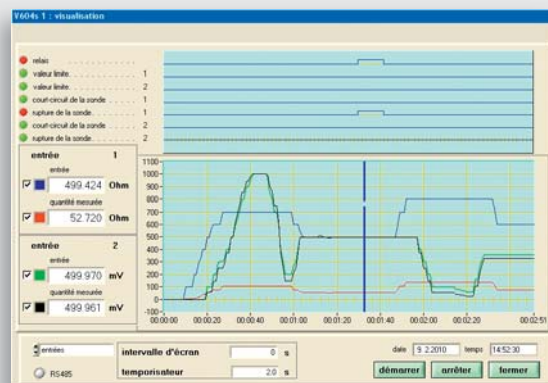 V604s 1 : visualisation
relais
valeur limite 1
valeur limite 2
court-circuit de la sonde 1
rupture de la sonde 1
court-circuit de la sonde 2
rupture de la sonde 2
entrée 1
entrée
499.424 Ohm
quantité mesurée
52.720 Ohm
entrée 2
entrée
499.970 mV
quantité mesurée
499.961 mV
1100
1000
900
800
700
600
500
400
300
200
100
0
-100
00:00:00 00:00:20 00:00:40 00:01:00 00:01:20 00:01:40 00:02:00 00:02:20 00:02:51
entrées
RS485
intervalle d'écran 0 s
temporisateur 2.0 s
date 9. 2.2010 temps 14:52:30
démarrer arrêter fermer